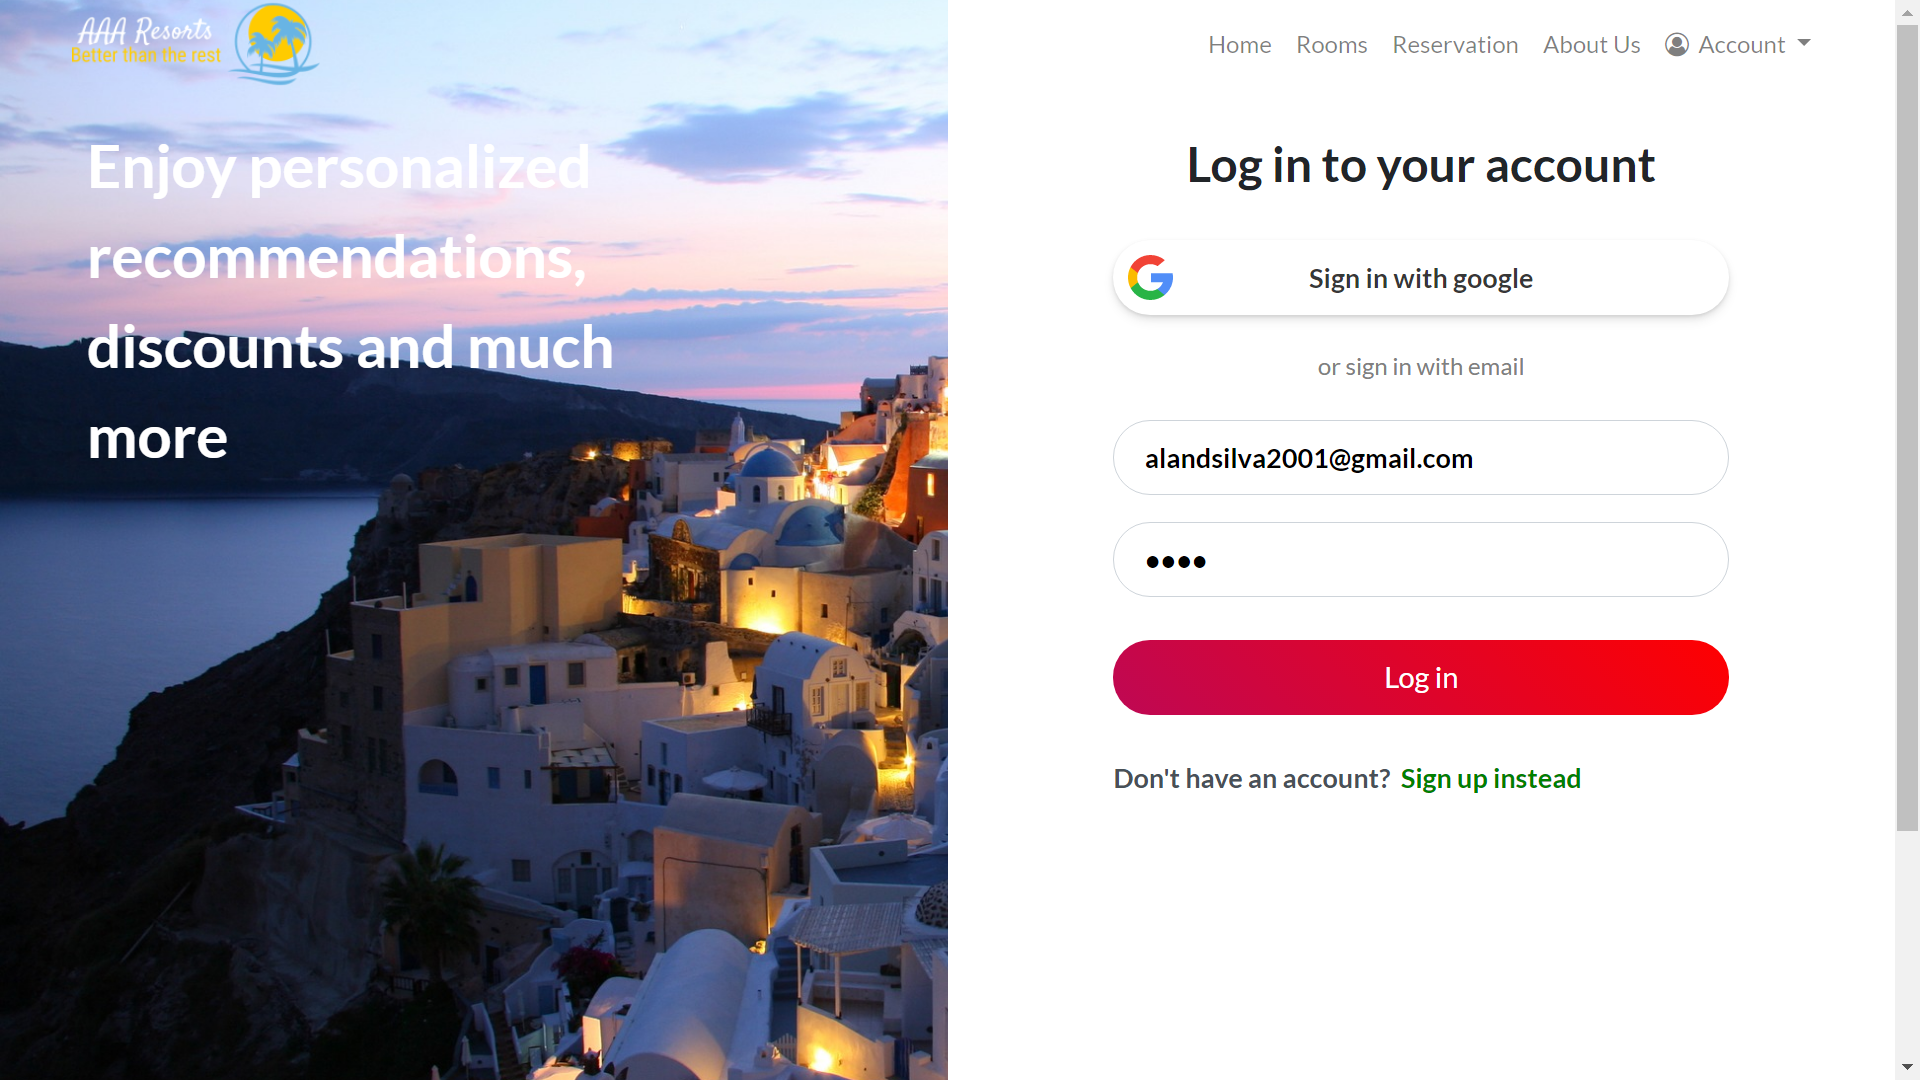 AAA Resorts
Better than the rest
Home Rooms Reservation About Us Account
Enjoy personalized
recommendations,
discounts and much
more
Log in to your account
Sign in with google
or sign in with email
alandsilva2001@gmail.com
••••
Log in
Don't have an account? Sign up instead